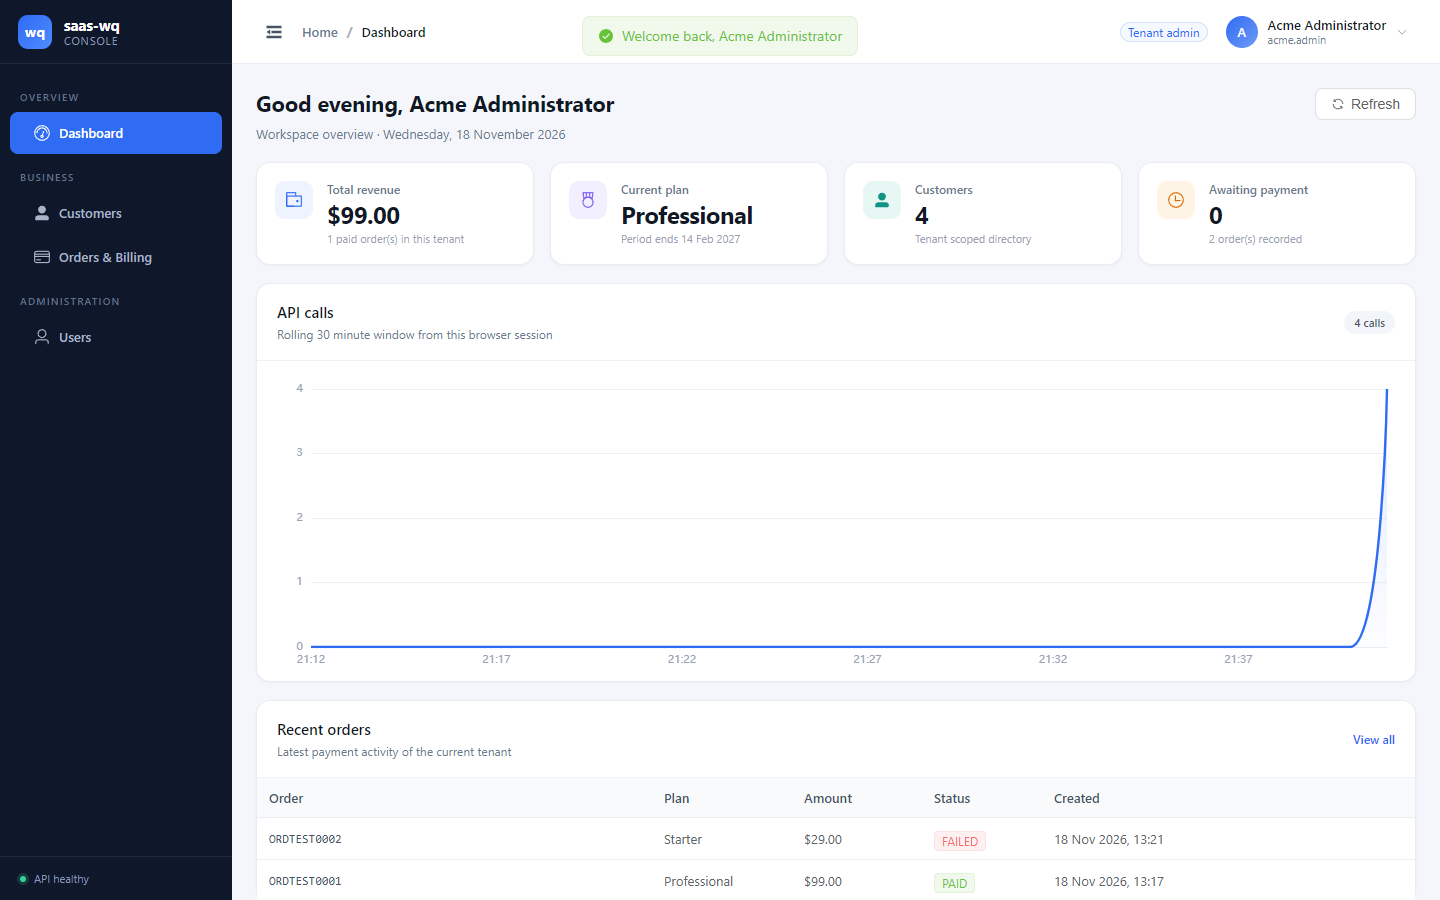 wq
saas-wq
CONSOLE
Home / Dashboard
Welcome back, Acme Administrator
Tenant admin
A
Acme Administrator
acme.admin
OVERVIEW
Dashboard
BUSINESS
Customers
Orders & Billing
ADMINISTRATION
Users
API healthy
Good evening, Acme Administrator
Workspace overview · Wednesday, 18 November 2026
Refresh
Total revenue
$99.00
1 paid order(s) in this tenant
Current plan
Professional
Period ends 14 Feb 2027
Customers
4
Tenant scoped directory
Awaiting payment
0
2 order(s) recorded
API calls
Rolling 30 minute window from this browser session
4 calls
4
3
2
1
0
21:12 21:17 21:22 21:27 21:32 21:37
Recent orders
Latest payment activity of the current tenant
View all
Order Plan Amount Status Created
ORDTEST0002 Starter $29.00 FAILED 18 Nov 2026, 13:21
ORDTEST0001 Professional $99.00 PAID 18 Nov 2026, 13:17